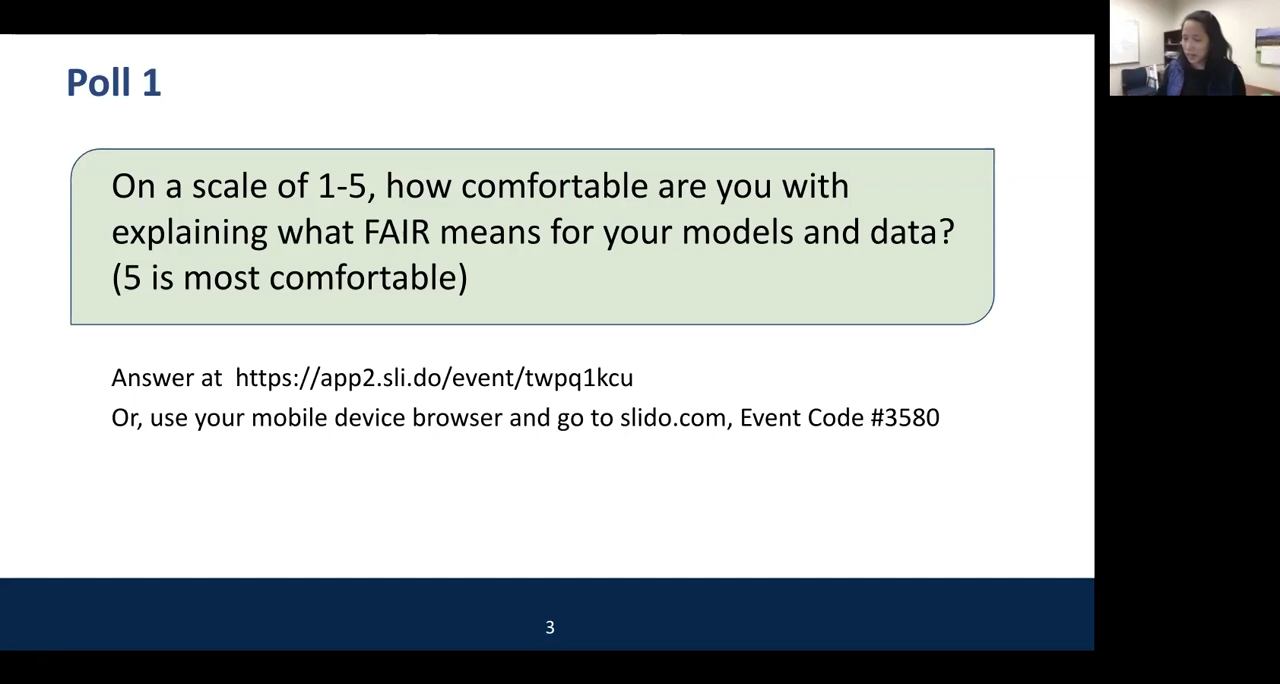 Poll 1
On a scale of 1-5, how comfortable are you with
explaining what FAIR means for your models and data?
(5 is most comfortable)
Answer at  https://app2.sli.do/event/twpq1kcu
Or, use your mobile device browser and go to slido.com, Event Code #3580
3